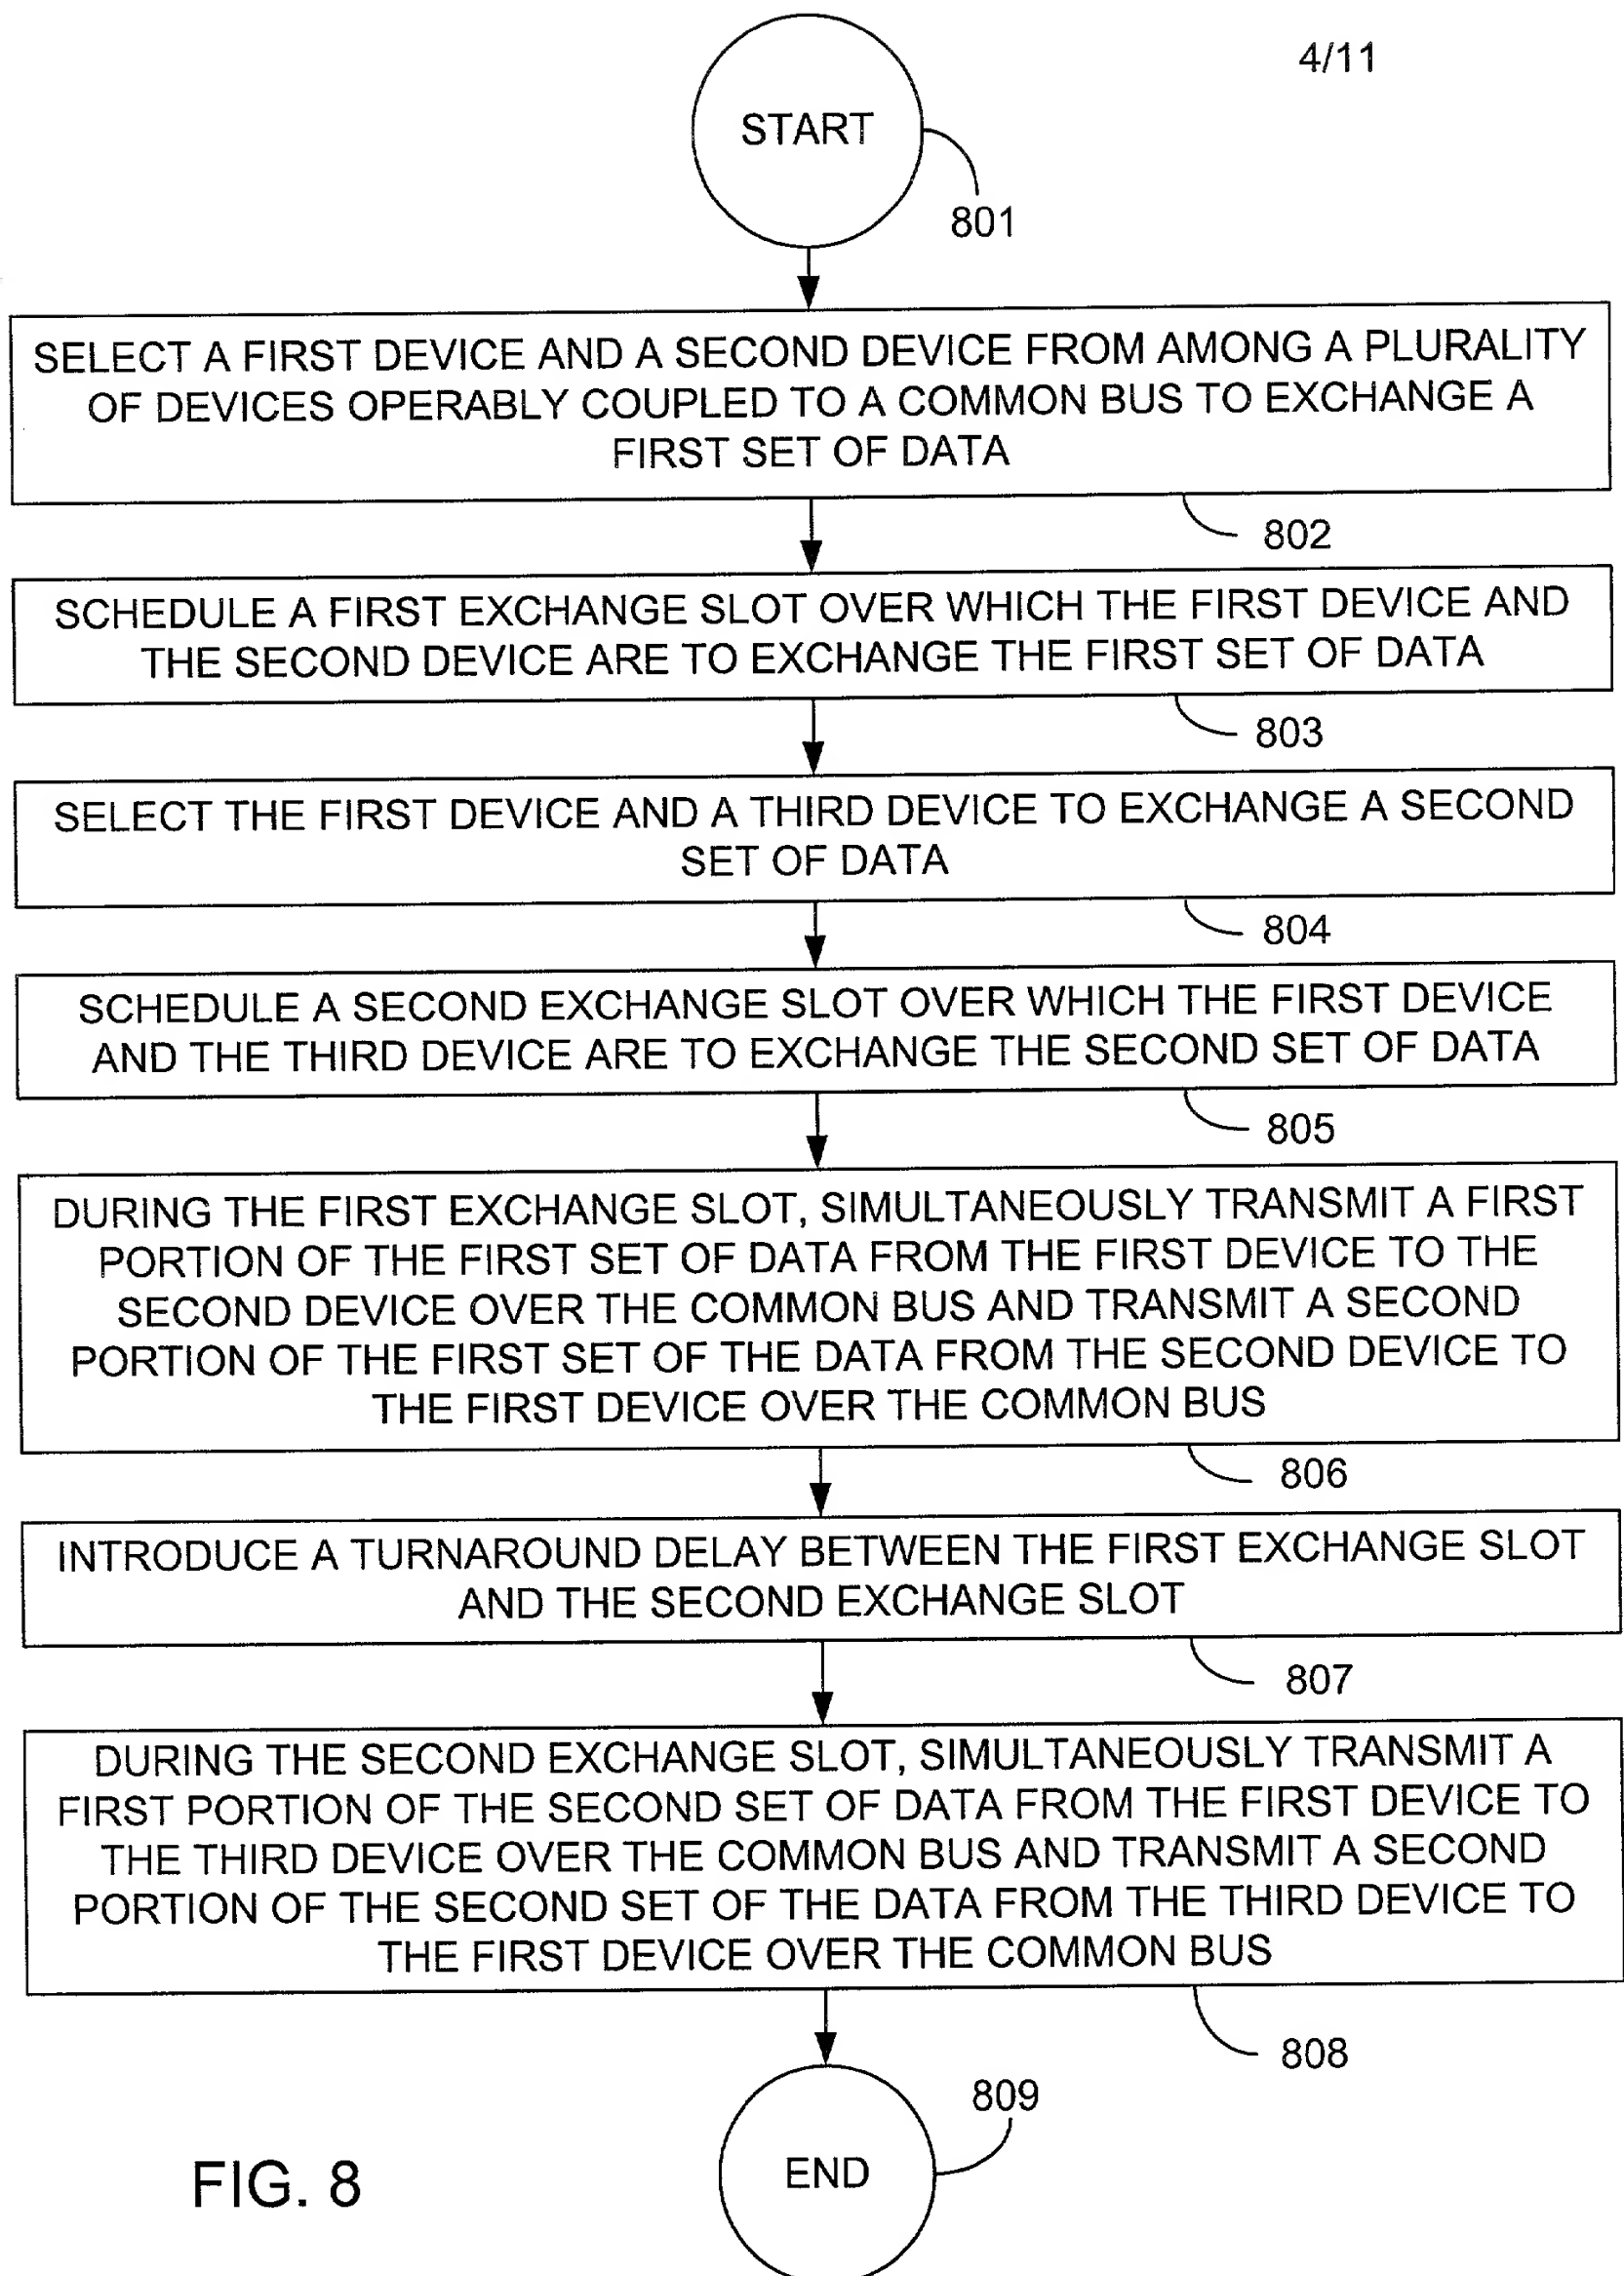 4/11
START
801
SELECT A FIRST DEVICE AND A SECOND DEVICE FROM AMONG A PLURALITY
OF DEVICES OPERABLY COUPLED TO A COMMON BUS TO EXCHANGE A
FIRST SET OF DATA
802
SCHEDULE A FIRST EXCHANGE SLOT OVER WHICH THE FIRST DEVICE AND
THE SECOND DEVICE ARE TO EXCHANGE THE FIRST SET OF DATA
803
SELECT THE FIRST DEVICE AND A THIRD DEVICE TO EXCHANGE A SECOND
SET OF DATA
804
SCHEDULE A SECOND EXCHANGE SLOT OVER WHICH THE FIRST DEVICE
AND THE THIRD DEVICE ARE TO EXCHANGE THE SECOND SET OF DATA
805
DURING THE FIRST EXCHANGE SLOT, SIMULTANEOUSLY TRANSMIT A FIRST
PORTION OF THE FIRST SET OF DATA FROM THE FIRST DEVICE TO THE
SECOND DEVICE OVER THE COMMON BUS AND TRANSMIT A SECOND
PORTION OF THE FIRST SET OF THE DATA FROM THE SECOND DEVICE TO
THE FIRST DEVICE OVER THE COMMON BUS
806
INTRODUCE A TURNAROUND DELAY BETWEEN THE FIRST EXCHANGE SLOT
AND THE SECOND EXCHANGE SLOT
807
DURING THE SECOND EXCHANGE SLOT, SIMULTANEOUSLY TRANSMIT A
FIRST PORTION OF THE SECOND SET OF DATA FROM THE FIRST DEVICE TO
THE THIRD DEVICE OVER THE COMMON BUS AND TRANSMIT A SECOND
PORTION OF THE SECOND SET OF THE DATA FROM THE THIRD DEVICE TO
THE FIRST DEVICE OVER THE COMMON BUS
808
809
END
FIG. 8